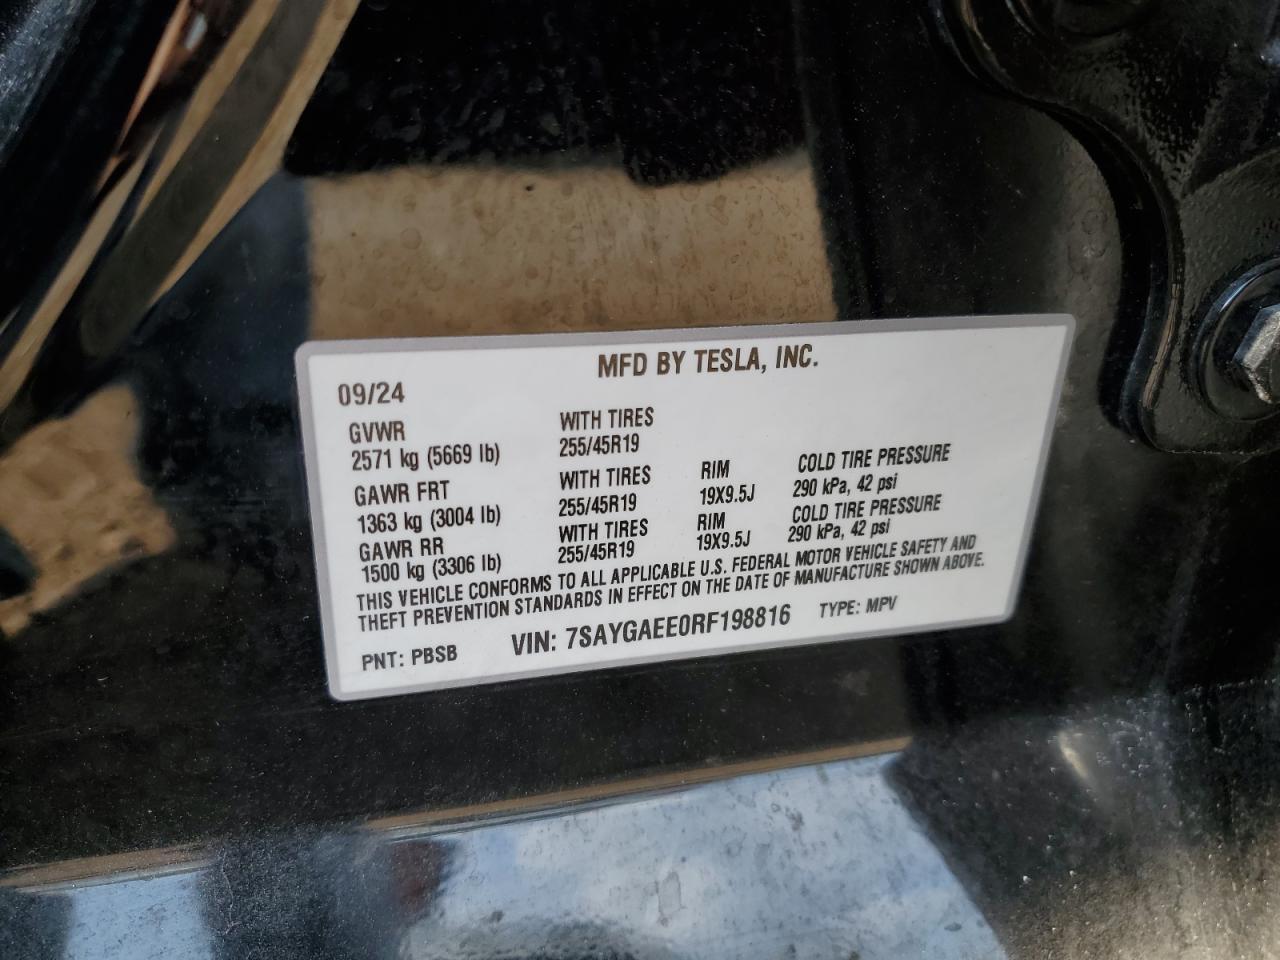 MFD BY TESLA, INC.
09/24
GVWR WITH TIRES
2571 kg (5669 lb) 255/45R19
GAWR FRT WITH TIRES RIM COLD TIRE PRESSURE
1363 kg (3004 lb) 255/45R19 19X9.5J 290 kPa, 42 psi
GAWR RR WITH TIRES RIM COLD TIRE PRESSURE
1500 kg (3306 lb) 255/45R19 19X9.5J 290 kPa, 42 psi
THIS VEHICLE CONFORMS TO ALL APPLICABLE U.S. FEDERAL MOTOR VEHICLE SAFETY AND
THEFT PREVENTION STANDARDS IN EFFECT ON THE DATE OF MANUFACTURE SHOWN ABOVE.
PNT: PBSB VIN: 7SAYGAEE0RF198816 TYPE: MPV